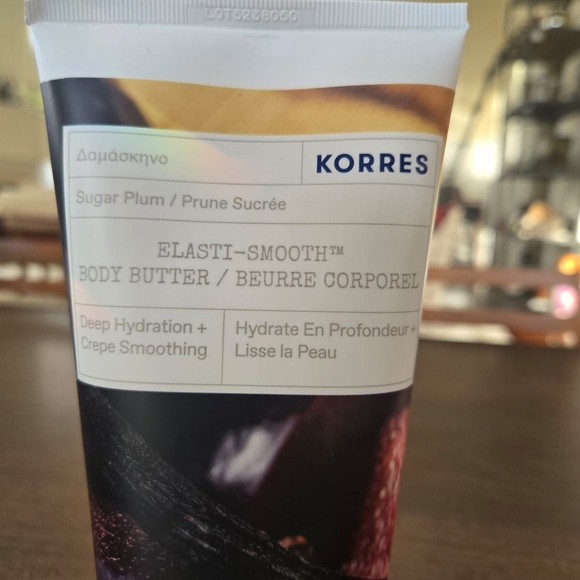 LOT5238050
Δαμάσκηνο
KORRES
Sugar Plum / Prune Sucrée
ELASTI-SMOOTH™
BODY BUTTER / BEURRE CORPOREL
Deep Hydration +
Crepe Smoothing
Hydrate En Profondeur +
Lisse la Peau